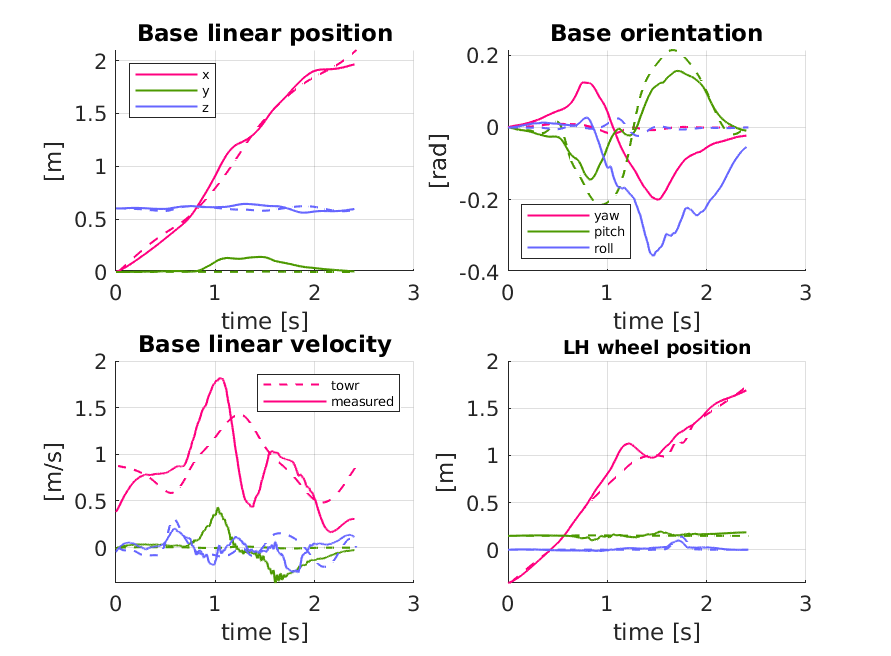 Base linear position
2
1.5
1
0.5
0
[m]
x
y
z
0 1 2 3
time [s]
Base orientation
0.2
0
-0.2
-0.4
[rad]
yaw
pitch
roll
0 1 2 3
time [s]
Base linear velocity
2
1.5
1
0.5
0
[m/s]
towr
measured
0 1 2 3
time [s]
LH wheel position
2
1.5
1
0.5
0
[m]
0 1 2 3
time [s]